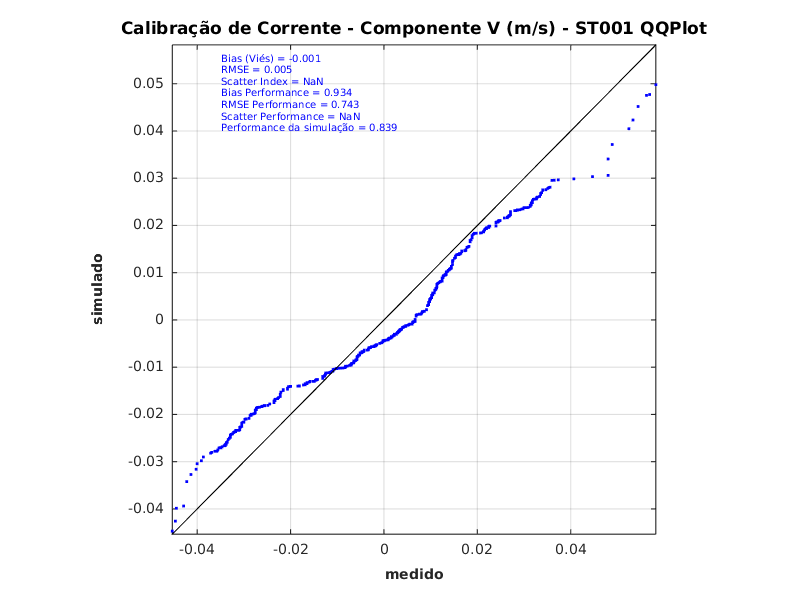 Calibração de Corrente - Componente V (m/s) - ST001 QQPlot
Bias (Viés) = -0.001
RMSE = 0.005
Scatter Index = NaN
Bias Performance = 0.934
RMSE Performance = 0.743
Scatter Performance = NaN
Performance da simulação = 0.839
0.05
0.04
0.03
0.02
0.01
0
-0.01
-0.02
-0.03
-0.04
simulado
-0.04
-0.02
0
0.02
0.04
medido